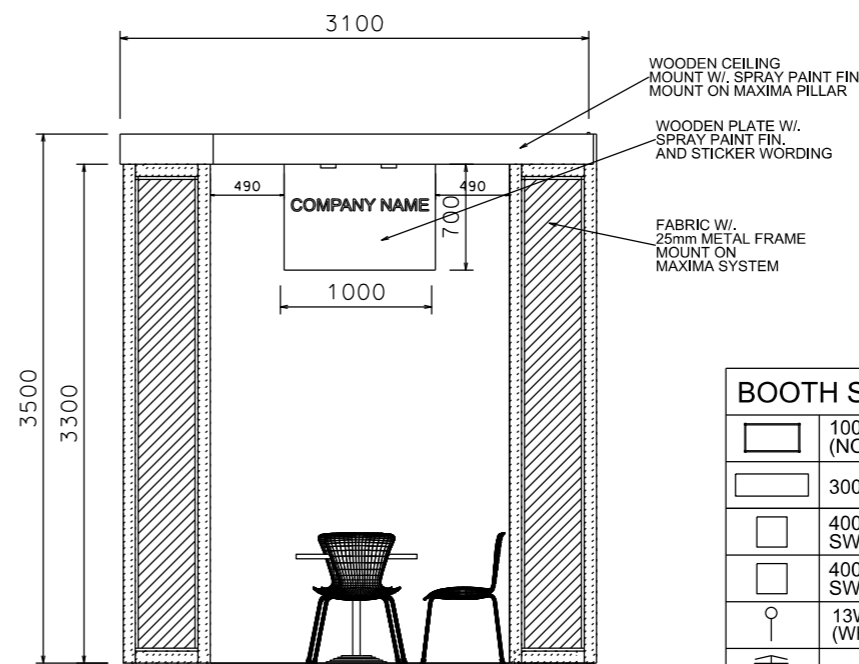 3100
WOODEN CEILING
MOUNT W/. SPRAY PAINT FIN
MOUNT ON MAXIMA PILLAR
WOODEN PLATE W/.
SPRAY PAINT FIN.
AND STICKER WORDING
490
490
COMPANY NAME
700
FABRIC W/.
25mm METAL FRAME
MOUNT ON
MAXIMA SYSTEM
1000
3500
3300
BOOTH S
100
(NO
300
400
SW
400
SW
13W